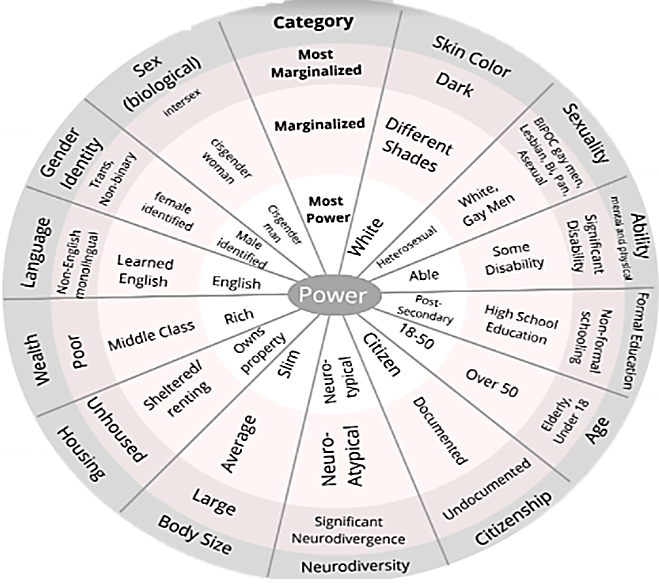 Category
Most
Marginalized
Marginalized
Most
Power
Skin Color
Dark
Different
Shades
White
Sexuality
BIPOC gay men,
Lesbian, Bi, Pan,
Asexual
White,
Gay Men
Heterosexual
Ability
mental and physical
Significant
Disability
Some
Disability
Able
Formal Education
Non-formal
schooling
High School
Education
Post-
Secondary
Age
Elderly,
Under 18
Over 50
18-50
Citizenship
Undocumented
Documented
Citizen
Neurodiversity
Significant
Neurodivergence
Neuro-
Atypical
Neuro-
typical
Body Size
Large
Average
Slim
Housing
Unhoused
Sheltered/
renting
Owns
property
Wealth
Poor
Middle Class
Rich
Language
Non-English
monolingual
Learned
English
English
Gender
Identity
Trans,
Non-binary
female
identified
Male
identified
Sex
(biological)
intersex
cisgender
woman
Cisgender
man
Power